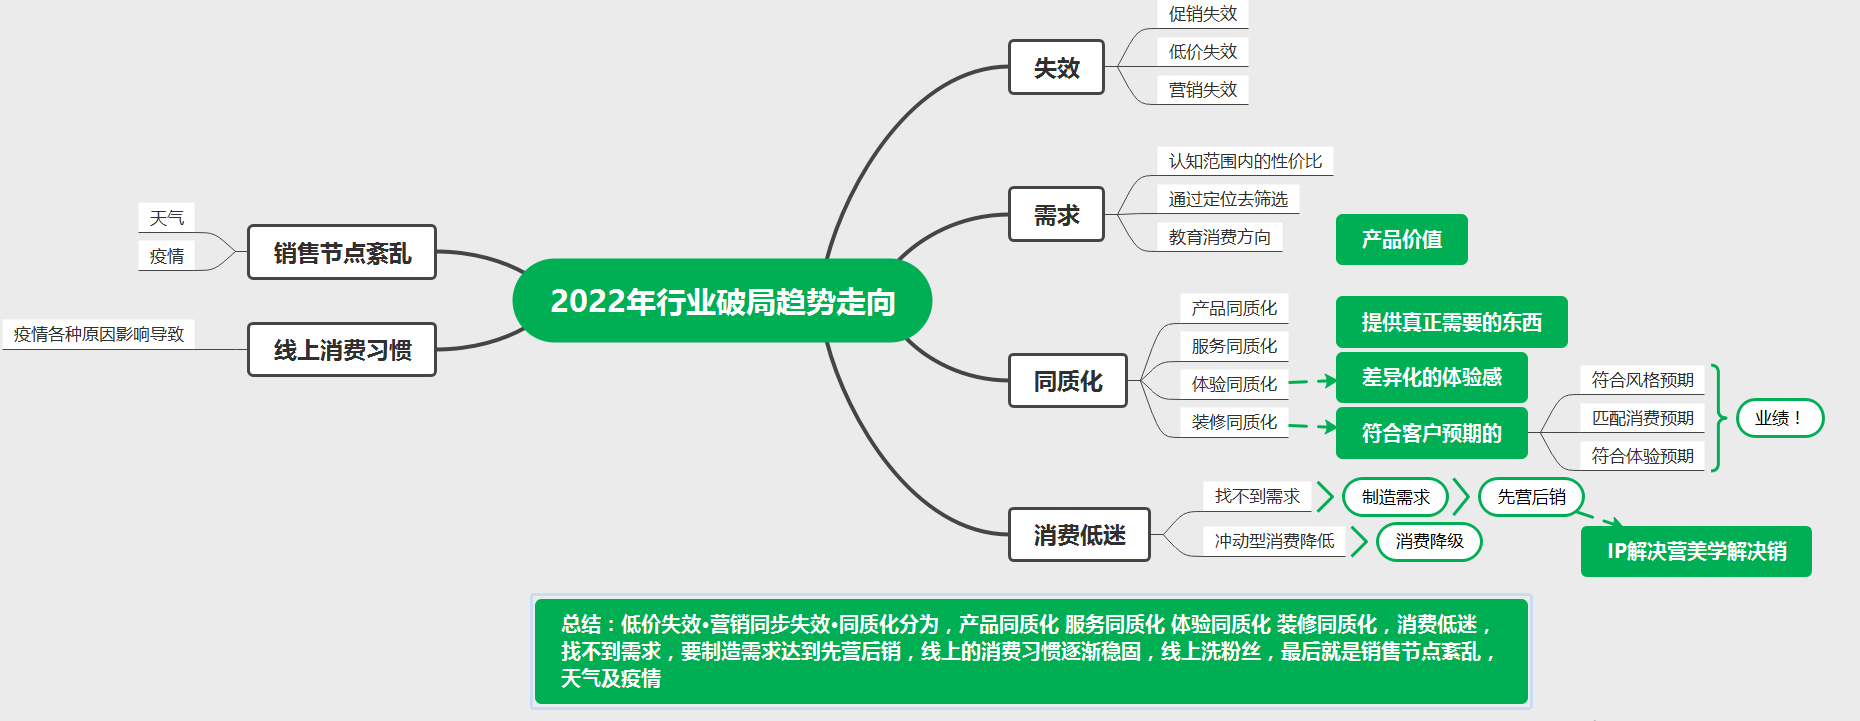 2022年行业破局趋势走向
失效
促销失效
低价失效
营销失效
需求
认知范围内的性价比
通过定位去筛选
教育消费方向
产品价值
同质化
产品同质化
服务同质化
体验同质化
装修同质化
提供真正需要的东西
差异化的体验感
符合客户预期的
符合风格预期
匹配消费预期
符合体验预期
业绩！
消费低迷
找不到需求
制造需求
先营后销
IP解决营美学解决销
冲动型消费降低
消费降级
销售节点紊乱
天气
疫情
线上消费习惯
疫情各种原因影响导致
总结：低价失效·营销同步失效·同质化分为，产品同质化 服务同质化 体验同质化 装修同质化，消费低迷，
找不到需求，要制造需求达到先营后销，线上的消费习惯逐渐稳固，线上洗粉丝，最后就是销售节点紊乱，
天气及疫情